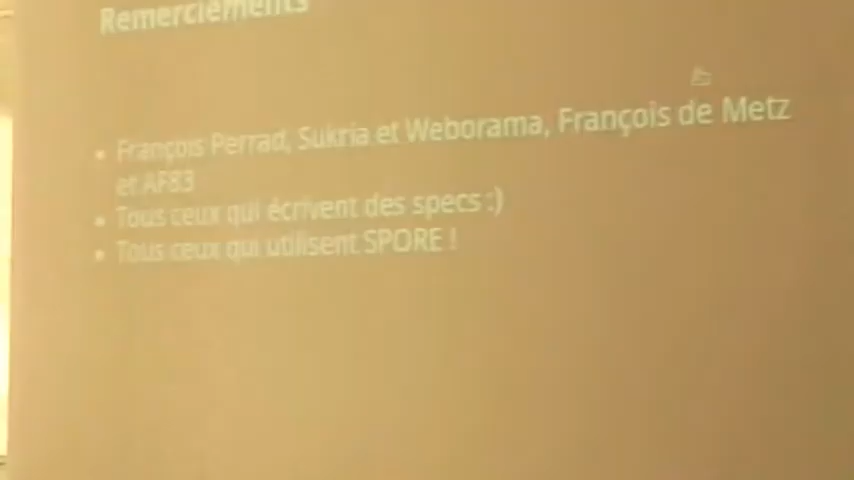 Remerciements
François Perrad, Sukria et Weborama, François de Metz
et AF83
Tous ceux qui écrivent des specs :)
Tous ceux qui utilisent SPORE !